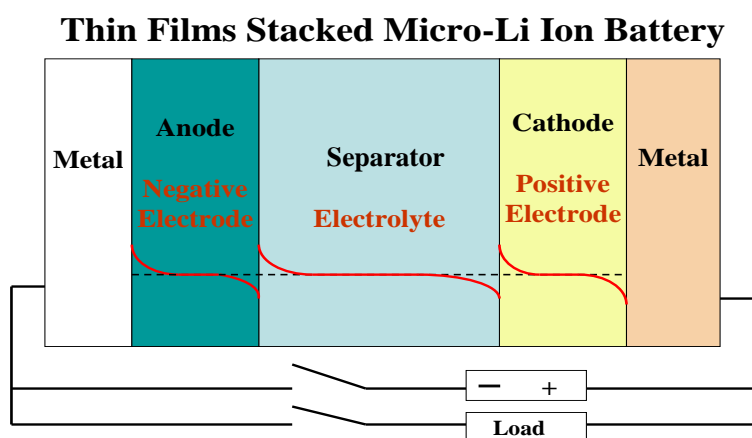 Thin Films Stacked Micro-Li Ion Battery
Metal
Anode
Negative
Electrode
Separator
Electrolyte
Cathode
Positive
Electrode
Metal
− +
Load